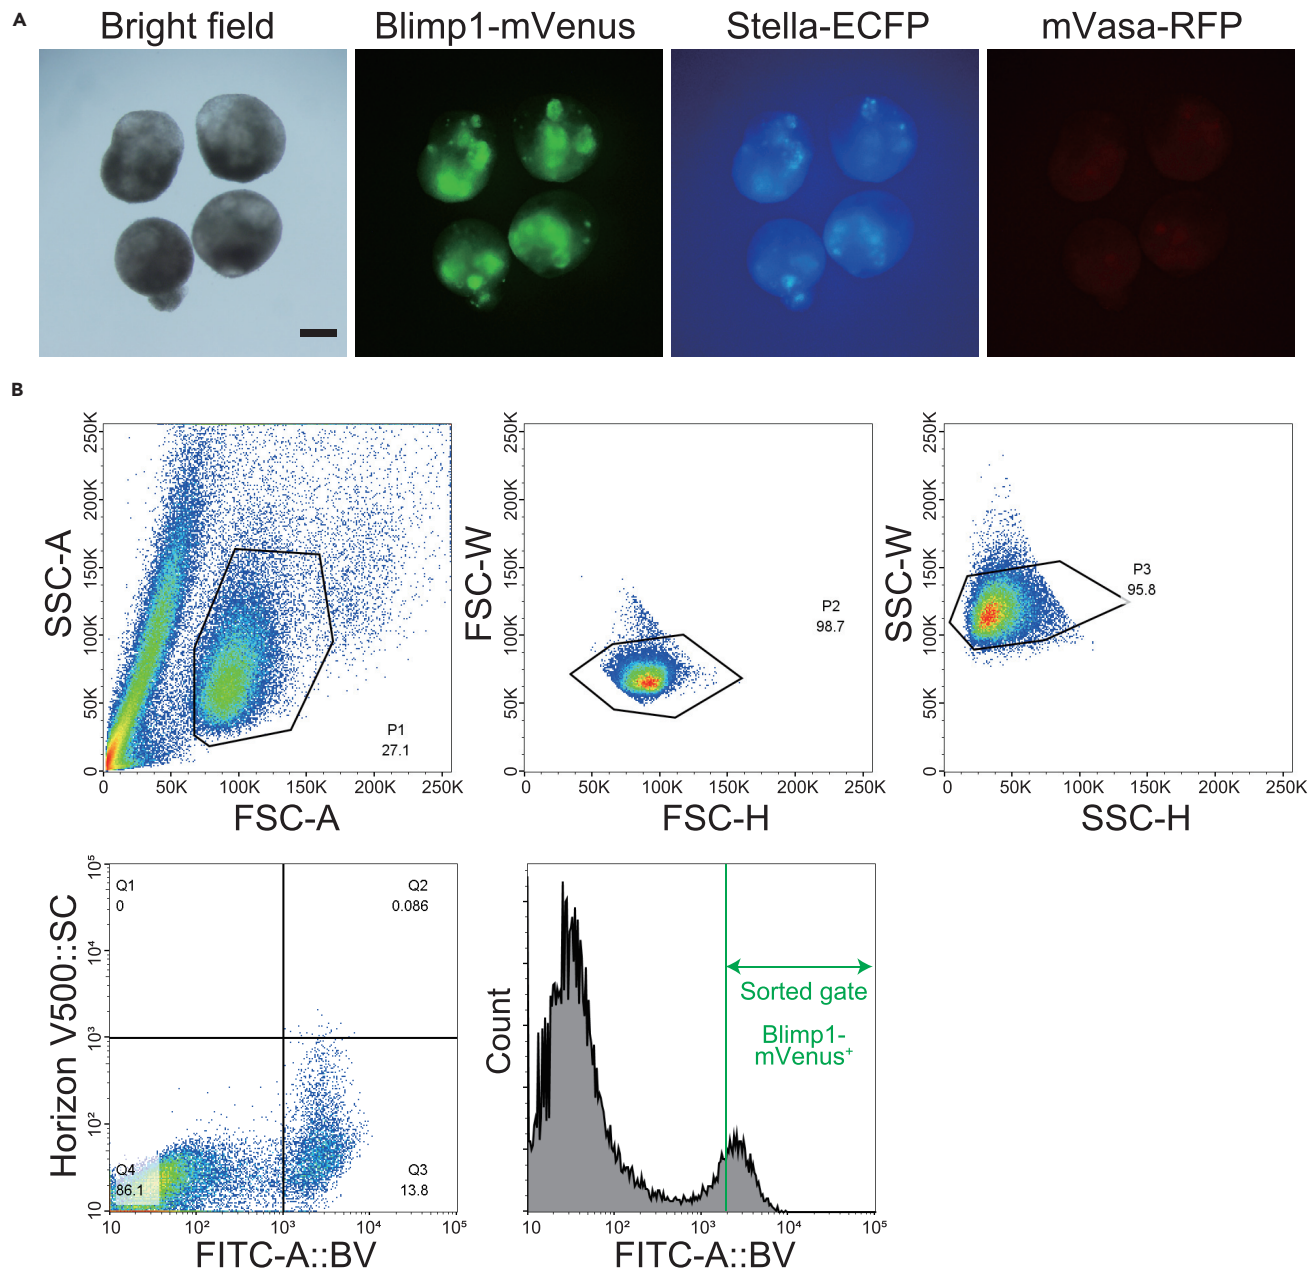 A
Bright field
Blimp1-mVenus
Stella-ECFP
mVasa-RFP
B
SSC-A
250K
200K
150K
100K
50K
0
P1
27.1
0 50K 100K 150K 200K 250K
FSC-A
FSC-W
250K
200K
150K
100K
50K
0
P2
98.7
0 50K 100K 150K 200K 250K
FSC-H
SSC-W
250K
200K
150K
100K
50K
0
P3
95.8
0 50K 100K 150K 200K 250K
SSC-H
Horizon V500::SC
10⁵
10⁴
10³
10²
10
Q1
0
Q2
0.086
Q4
86.1
Q3
13.8
10 10² 10³ 10⁴ 10⁵
FITC-A::BV
Count
Sorted gate
Blimp1-
mVenus⁺
10 10² 10³ 10⁴ 10⁵
FITC-A::BV